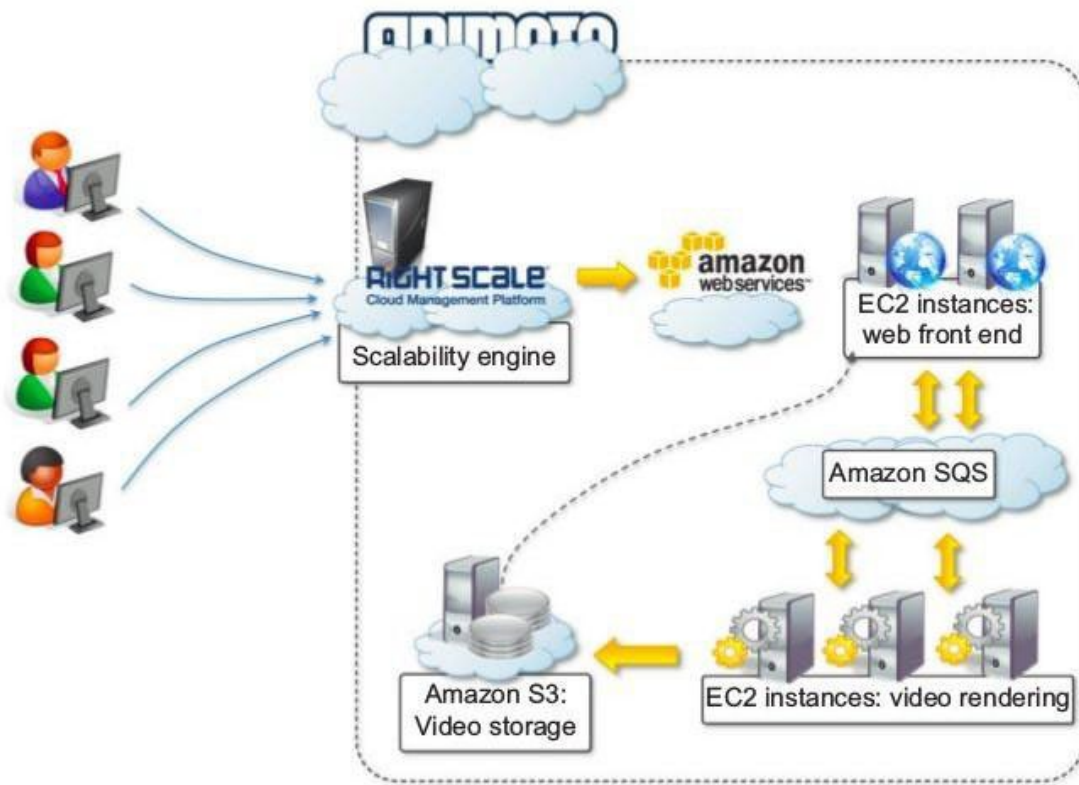 ANIMOTO
RIGHTSCALE
Cloud Management Platform
Scalability engine
amazon
webservices™
EC2 instances:
web front end
Amazon SQS
EC2 instances: video rendering
Amazon S3:
Video storage